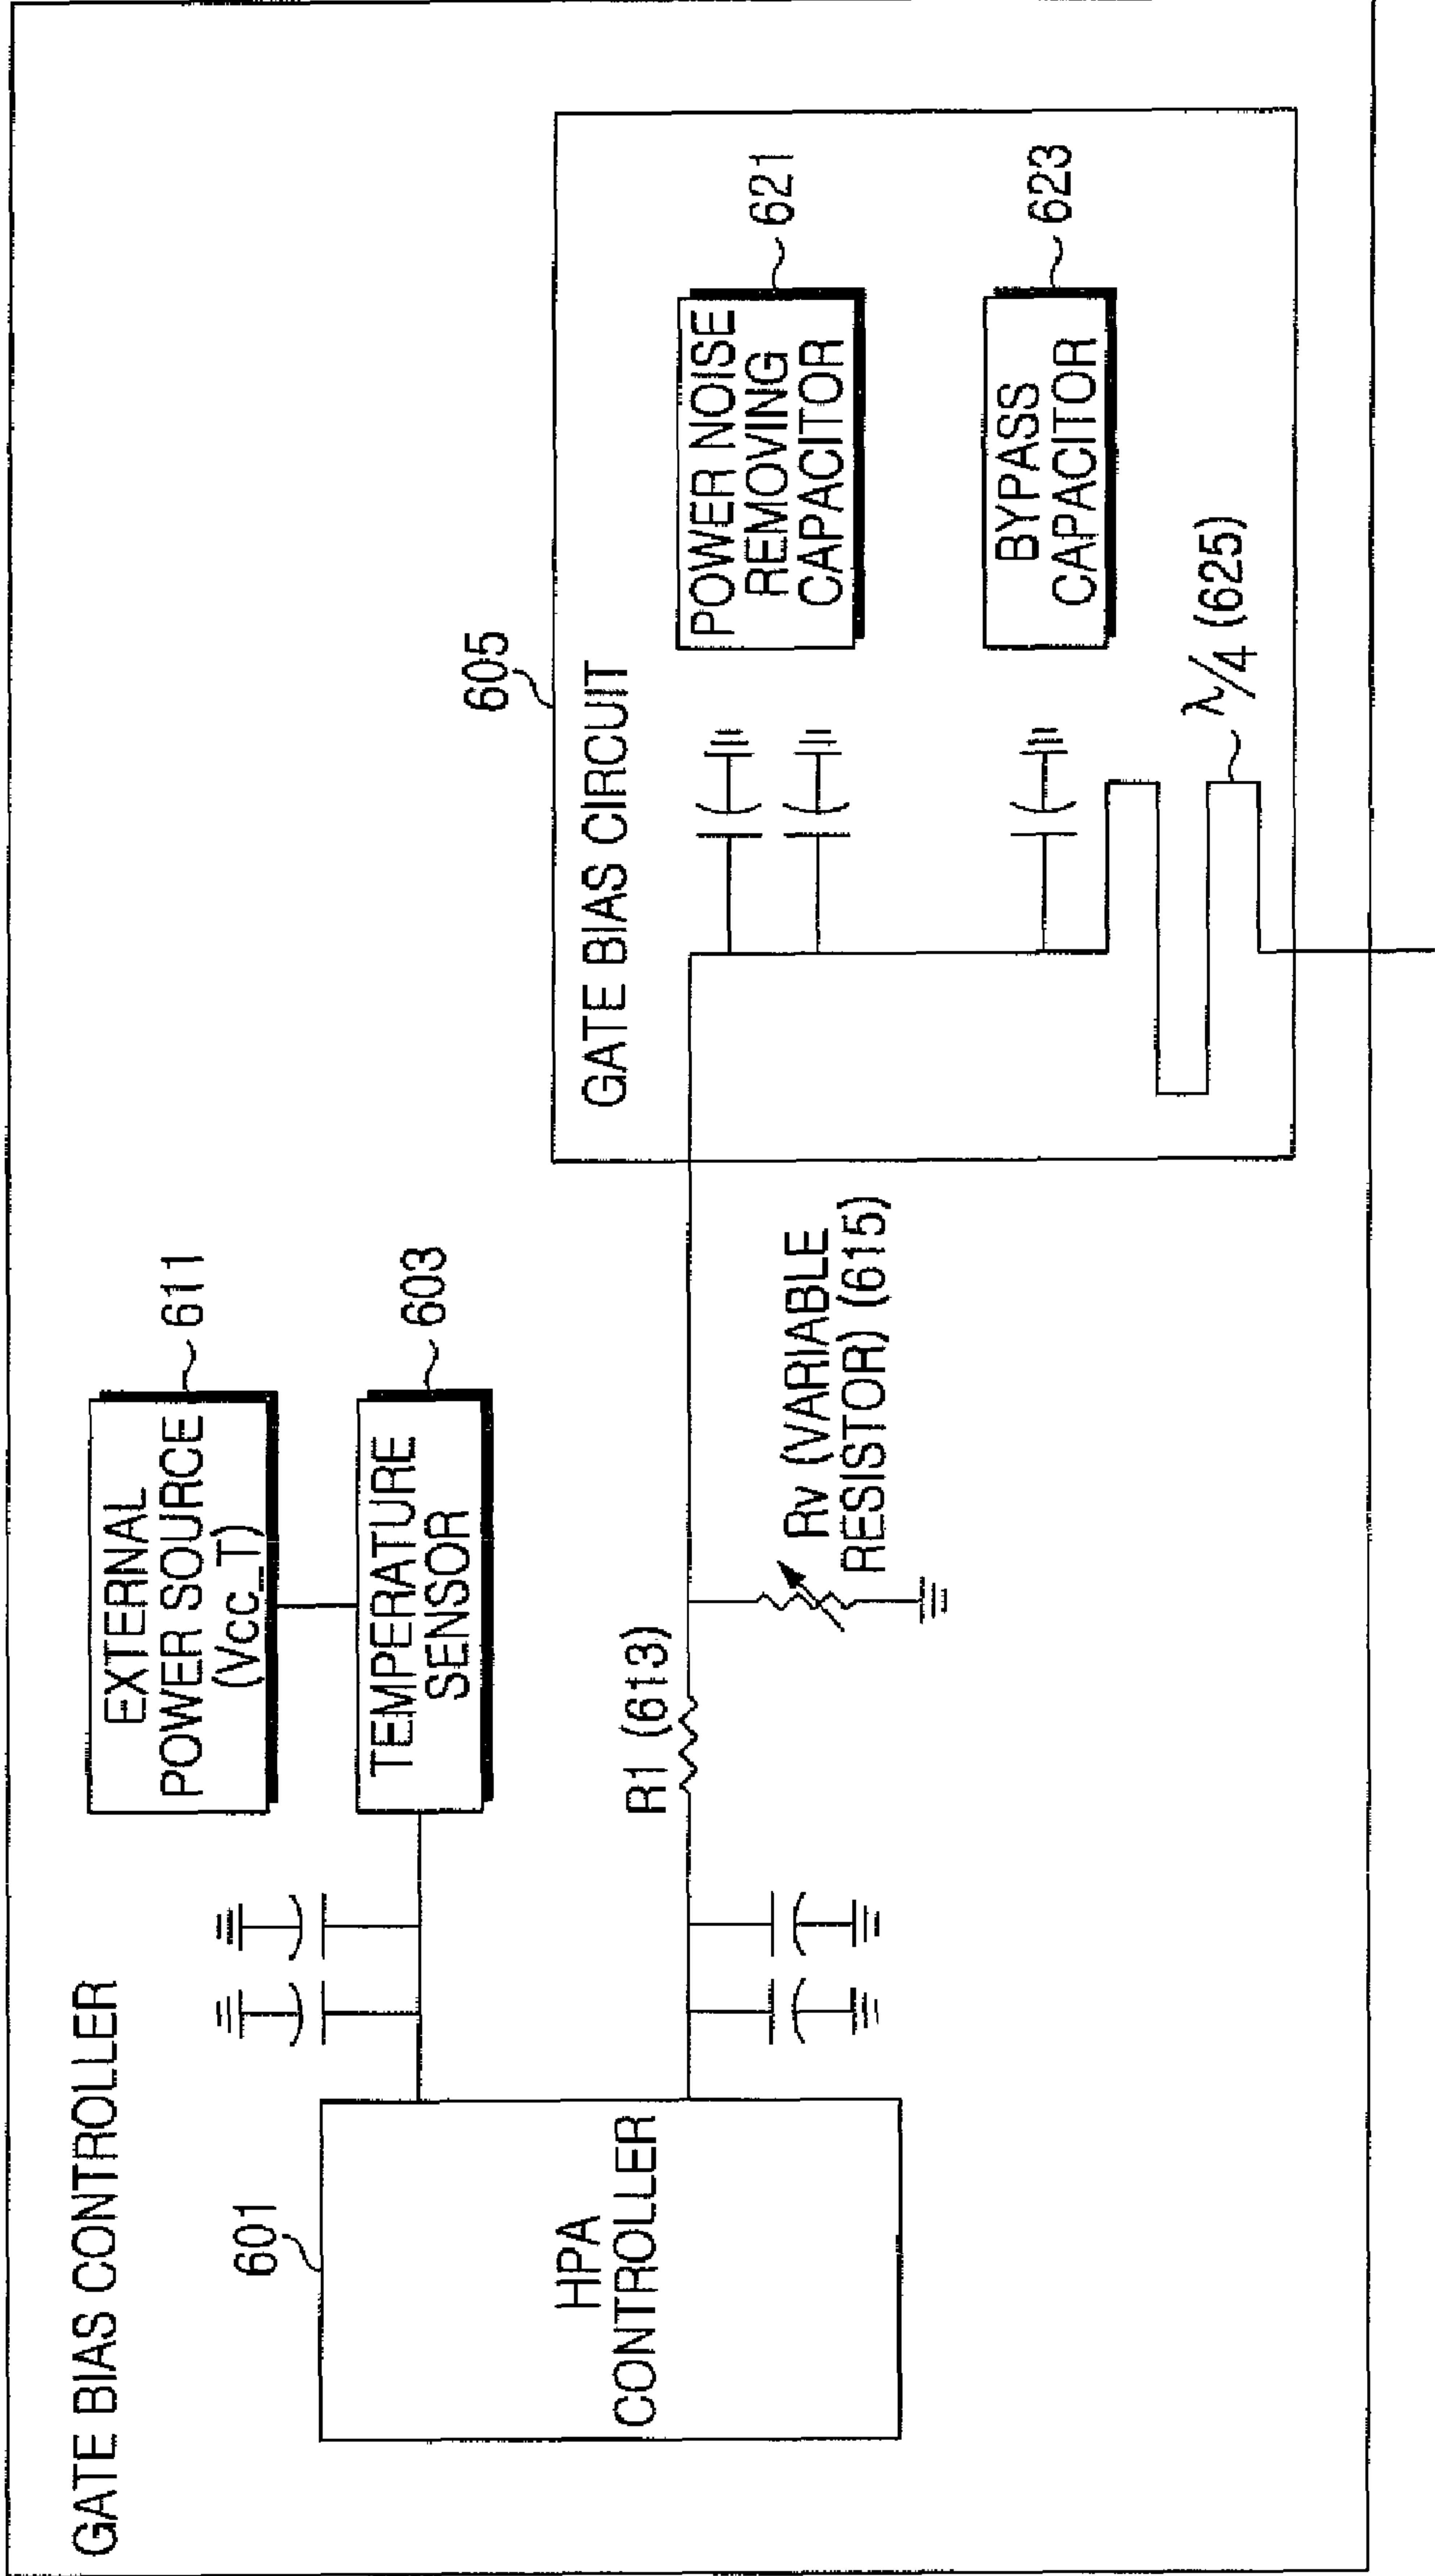 GATE BIAS CONTROLLER
601
HPA
CONTROLLER
EXTERNAL
POWER SOURCE
(Vcc_T)
611
TEMPERATURE
SENSOR
603
R1 (613)
Rv (VARIABLE
RESISTOR) (615)
605
GATE BIAS CIRCUIT
POWER NOISE
REMOVING
CAPACITOR
621
BYPASS
CAPACITOR
623
λ/4 (625)